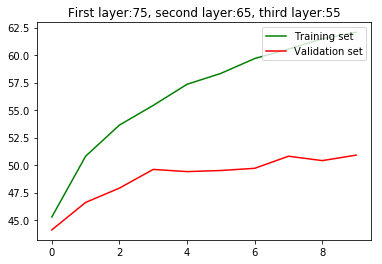 First layer:75, second layer:65, third layer:55
62.5
60.0
57.5
55.0
52.5
50.0
47.5
45.0
Training set
Validation set
0 2 4 6 8